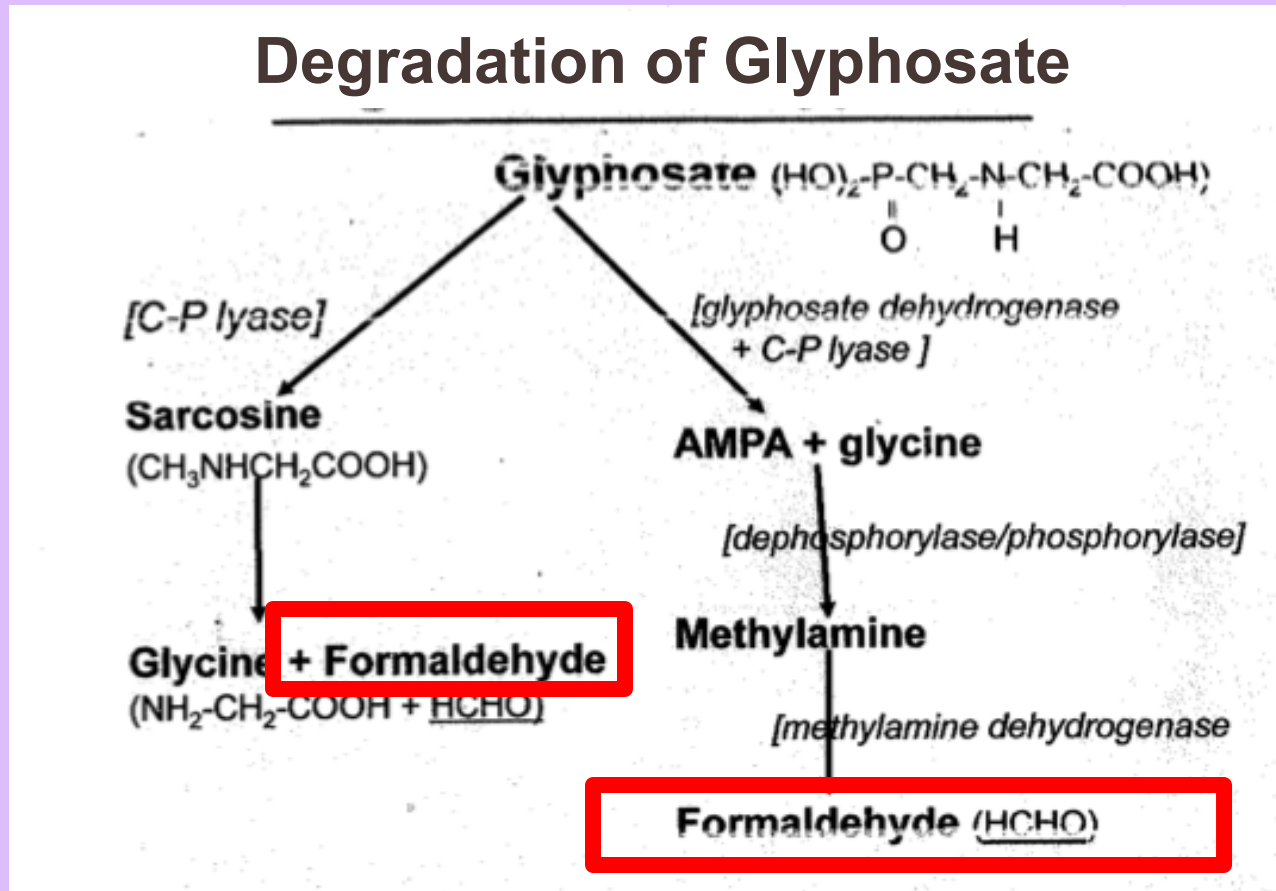 Degradation of Glyphosate
Glyphosate (HO)₂-P-CH₂-N-CH₂-COOH)
O H
[C-P lyase]
[glyphosate dehydrogenase
+ C-P lyase ]
Sarcosine
(CH₃NHCH₂COOH)
AMPA + glycine
[dephosphorylase/phosphorylase]
Glycine + Formaldehyde
(NH₂-CH₂-COOH + HCHO)
Methylamine
[methylamine dehydrogenase
Formaldehyde (HCHO)